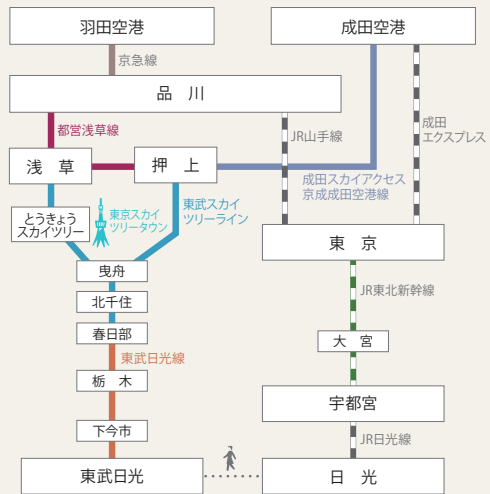 羽田空港
成田空港
京急線
品 川
都営浅草線
JR山手線
成田
エクスプレス
浅 草
押 上
成田スカイアクセス
京成成田空港線
とうきょう
スカイツリー
東京スカイ
ツリータウン
東武スカイ
ツリーライン
東 京
曳舟
北千住
JR東北新幹線
春日部
大 宮
東武日光線
栃 木
宇都宮
下今市
JR日光線
東武日光
日 光